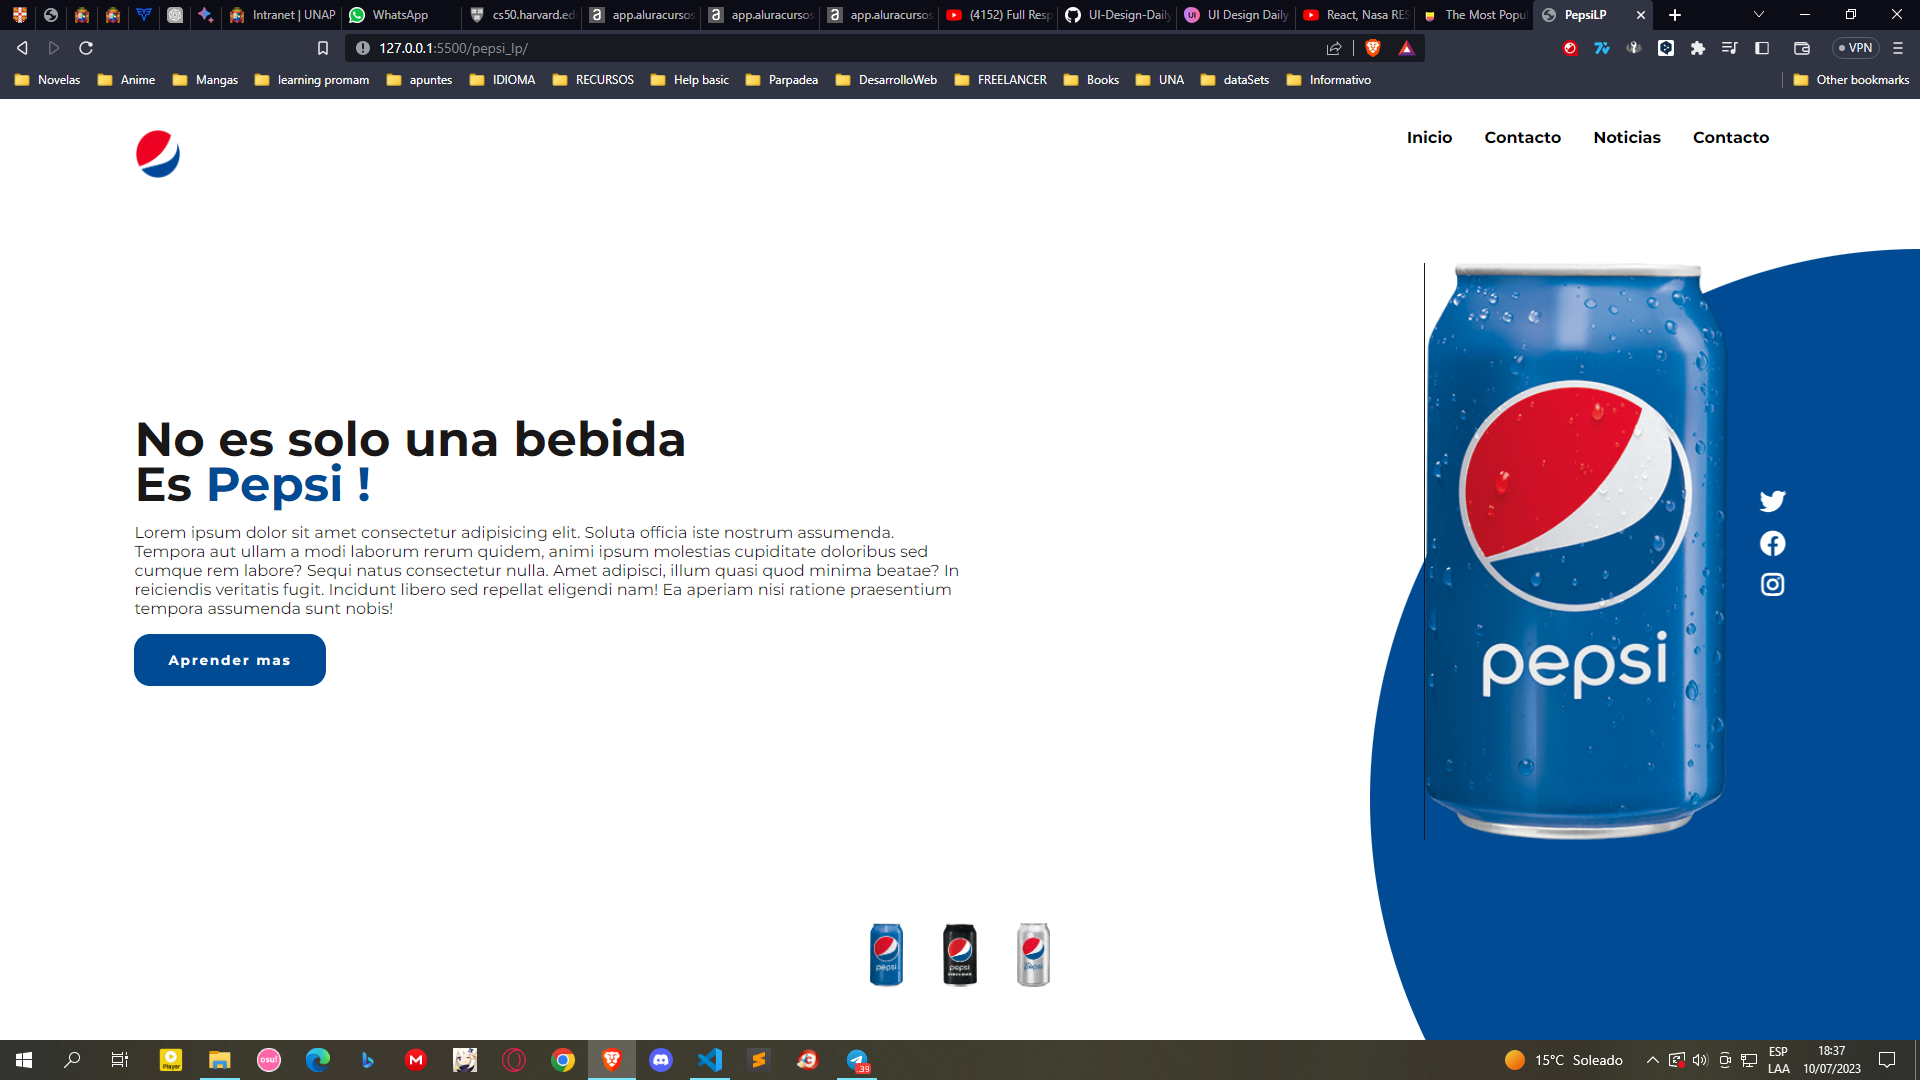 Intranet | UNAP
WhatsApp
cs50.harvard.ed
app.aluracursos
app.aluracursos
app.aluracursos
(4152) Full Resp
UI-Design-Daily
UI Design Daily
React, Nasa RES
The Most Popul
PepsiLP
127.0.0.1:5500/pepsi_lp/
VPN
Novelas
Anime
Mangas
learning promam
apuntes
IDIOMA
RECURSOS
Help basic
Parpadea
DesarrolloWeb
FREELANCER
Books
UNA
dataSets
Informativo
Other bookmarks
Inicio
Contacto
Noticias
Contacto
No es solo una bebida
Es Pepsi !
Lorem ipsum dolor sit amet consectetur adipisicing elit. Soluta officia iste nostrum assumenda.
Tempora aut ullam a modi laborum rerum quidem, animi ipsum molestias cupiditate doloribus sed
cumque rem labore? Sequi natus consectetur nulla. Amet adipisci, illum quasi quod minima beatae? In
reiciendis veritatis fugit. Incidunt libero sed repellat eligendi nam! Ea aperiam nisi ratione praesentium
tempora assumenda sunt nobis!
Aprender mas
pepsi
pepsi
pepsi
pepsi
Player
osu!
39
15°C Soleado
ESP
LAA
18:37
10/07/2023